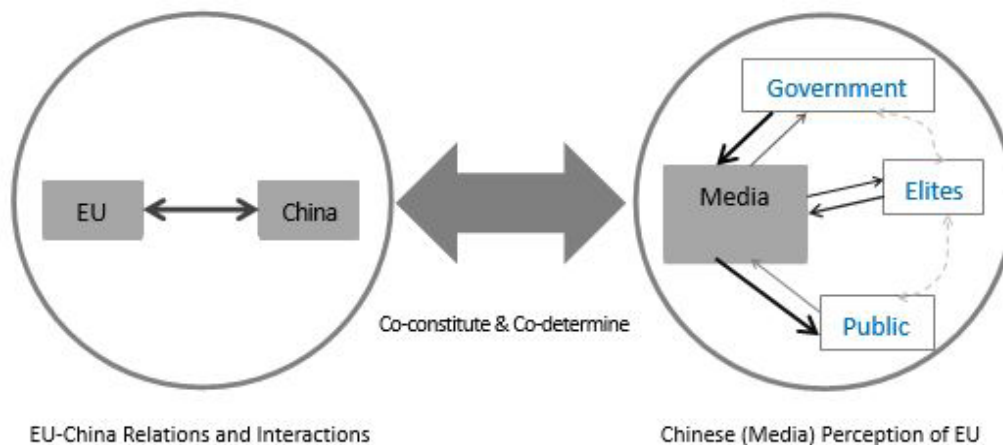 Government
EU
China
Media
Elites
Public
Co-constitute & Co-determine
EU-China Relations and Interactions
Chinese (Media) Perception of EU